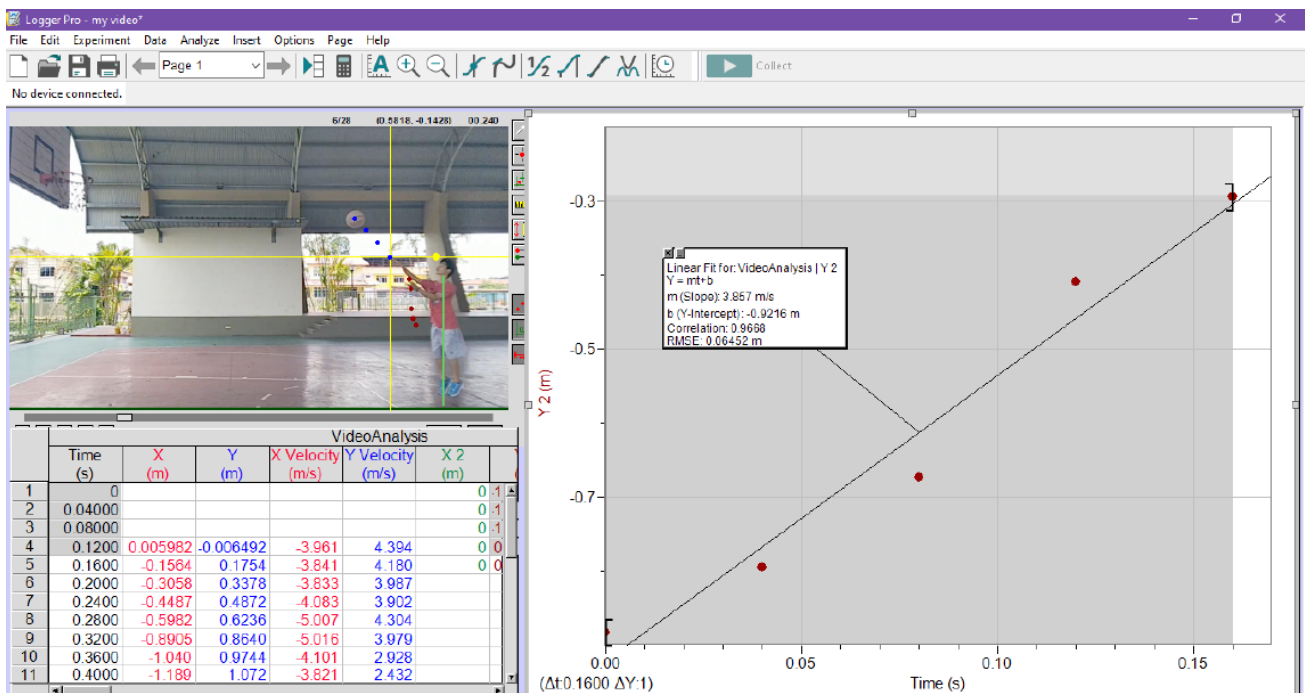 Logger Pro - my video*
File Edit Experiment Data Analyze Insert Options Page Help
Page 1
Collect
No device connected.
6/28 (0.5818, -0.1428) 00.240
VideoAnalysis
Time X Y X Velocity Y Velocity X 2
(s) (m) (m) (m/s) (m/s) (m)
1 0 0 -1
2 0.04000 0 -1
3 0.08000 0 -1
4 0.1200 0.005982 -0.006492 -3.961 4.394 0 0
5 0.1600 -0.1564 0.1754 -3.841 4.180 0 0
6 0.2000 -0.3058 0.3378 -3.833 3.987
7 0.2400 -0.4487 0.4872 -4.083 3.902
8 0.2800 -0.5982 0.6236 -5.007 4.304
9 0.3200 -0.8905 0.8640 -5.016 3.979
10 0.3600 -1.040 0.9744 -4.101 2.928
11 0.4000 -1.189 1.072 -3.821 2.432
Y 2 (m)
-0.3
-0.5
-0.7
Linear Fit for: VideoAnalysis | Y 2
Y = mt+b
m (Slope): 3.857 m/s
b (Y-Intercept): -0.9216 m
Correlation: 0.9668
RMSE: 0.06452 m
0.00 0.05 0.10 0.15
(Δt:0.1600 ΔY:1) Time (s)